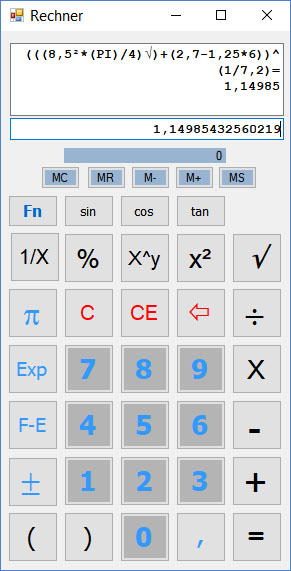 Rechner
(((8,5²*(PI)/4)√)+(2,7-1,25*6))^
(1/7,2)=
1,14985
1,14985432560219
0
MC MR M- M+ MS
Fn sin cos tan
1/X % X^y x² √
π C CE ⇦ ÷
Exp 7 8 9 X
F-E 4 5 6 -
± 1 2 3 +
( ) 0 , =